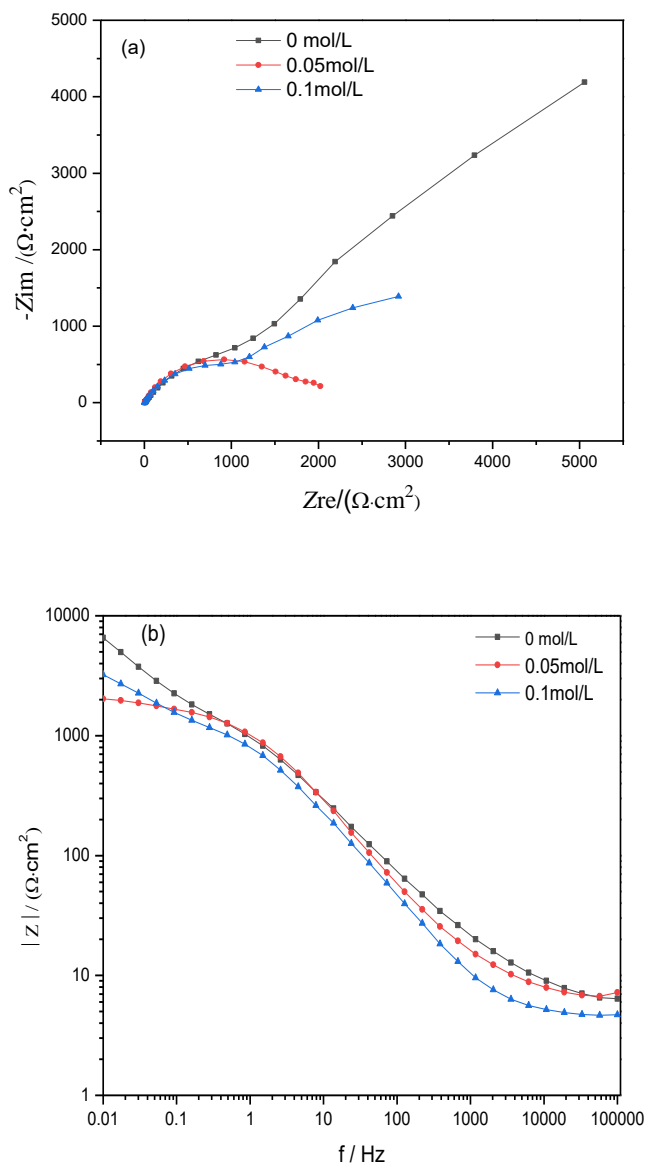 (a)
0 mol/L
0.05mol/L
0.1mol/L
5000
4000
3000
2000
1000
0
-Zim /(Ω·cm²)
0 1000 2000 3000 4000 5000
Zre/(Ω·cm²)
(b)
0 mol/L
0.05mol/L
0.1mol/L
10000
1000
100
10
1
| Z | / (Ω·cm²)
0.01 0.1 1 10 100 1000 10000 100000
f / Hz